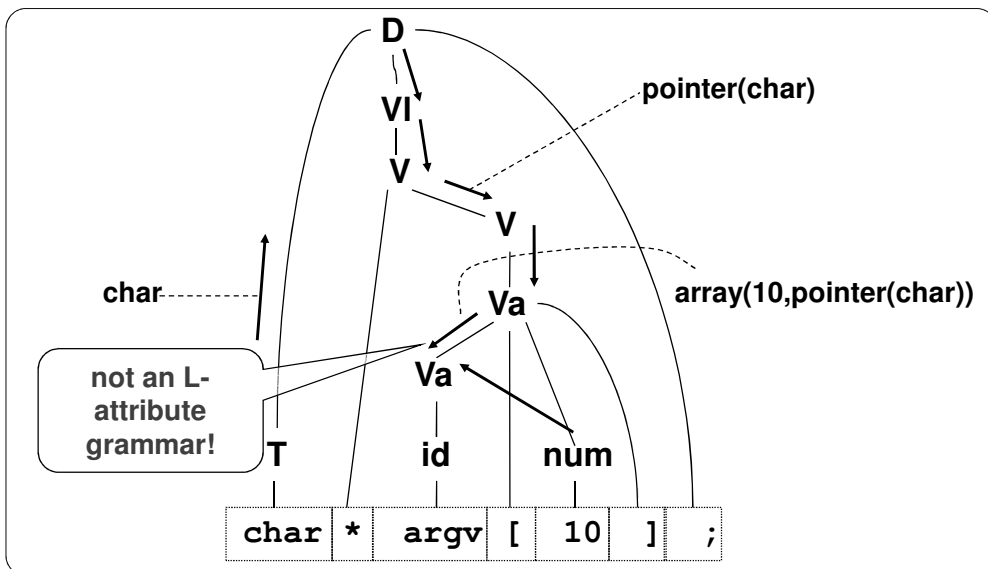 D
pointer(char)
Vl
V
V
char
Va
array(10,pointer(char))
not an L-
attribute
grammar!
Va
T
id
num
char * argv [ 10 ] ;